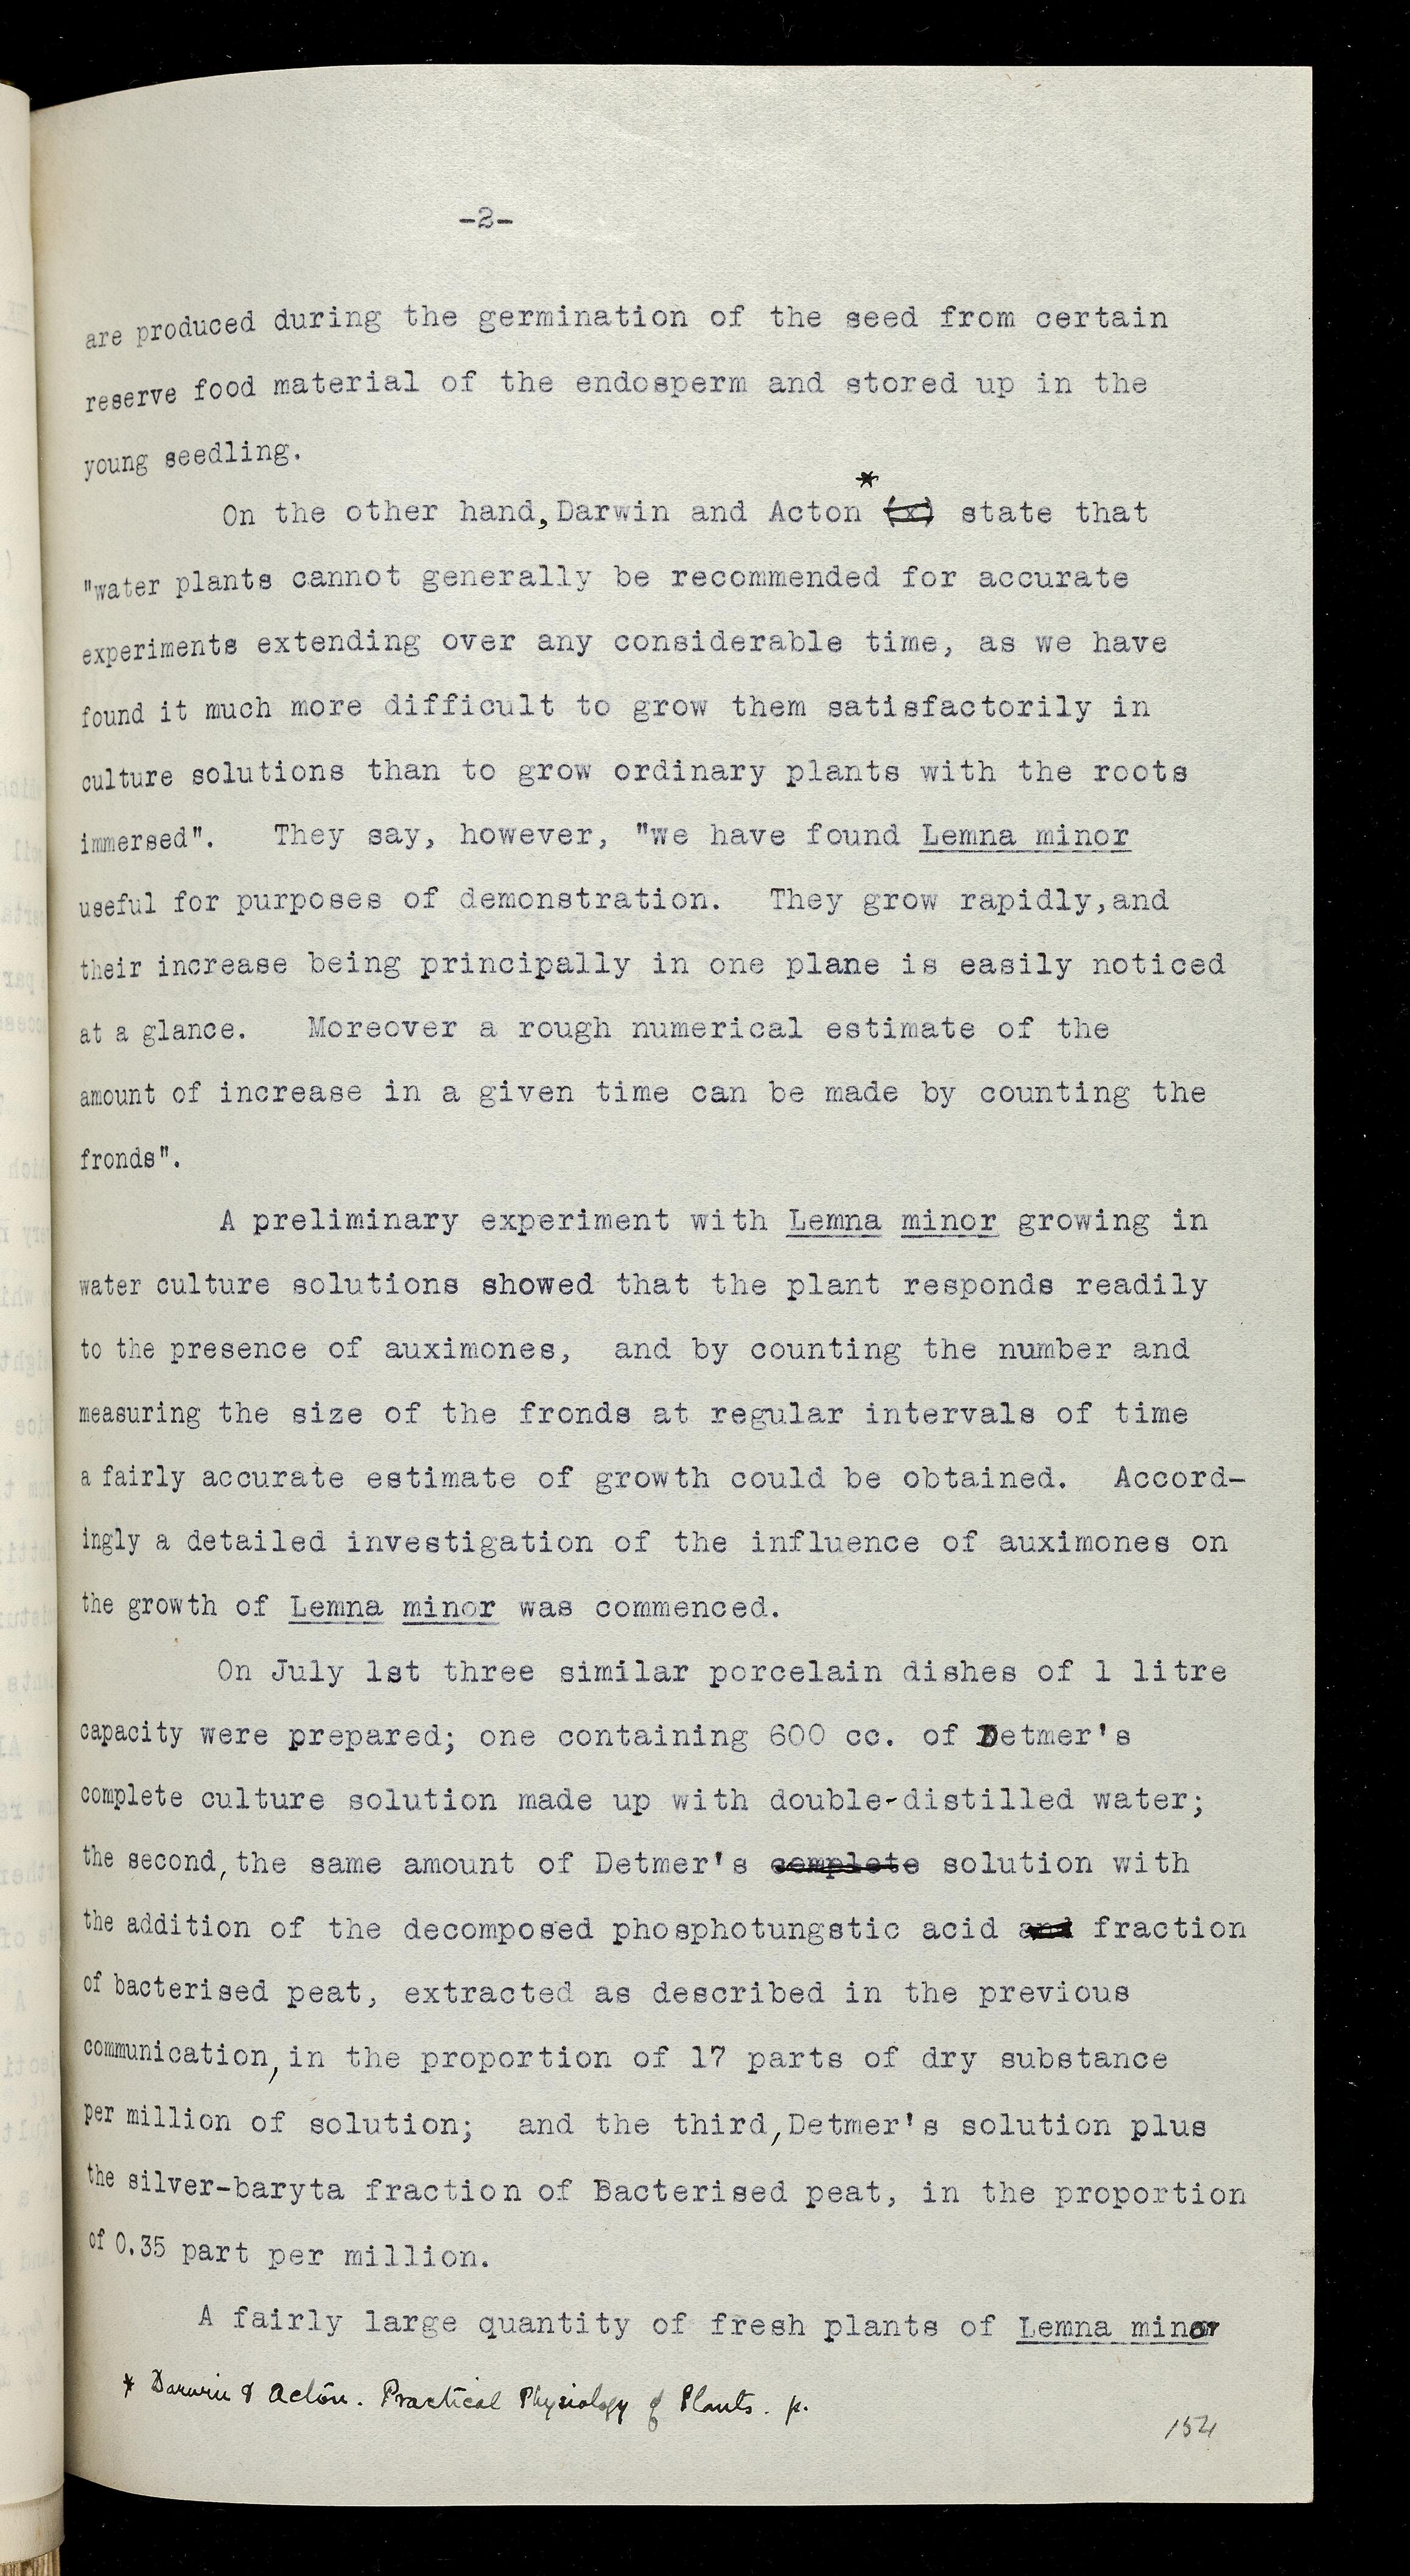 -2-
are produced during the germination of the seed from certain
reserve food material of the endosperm and stored up in the
young seedling.
On the other hand, Darwin and Acton * (x) state that
"water plants cannot generally be recommended for accurate
experiments extending over any considerable time, as we have
found it much more difficult to grow them satisfactorily in
culture solutions than to grow ordinary plants with the roots
immersed". They say, however, "we have found Lemna minor
useful for purposes of demonstration. They grow rapidly, and
their increase being principally in one plane is easily noticed
at a glance. Moreover a rough numerical estimate of the
amount of increase in a given time can be made by counting the
fronds".
A preliminary experiment with Lemna minor growing in
water culture solutions showed that the plant responds readily
to the presence of auximones, and by counting the number and
measuring the size of the fronds at regular intervals of time
a fairly accurate estimate of growth could be obtained. Accord-
ingly a detailed investigation of the influence of auximones on
the growth of Lemna minor was commenced.
On July 1st three similar porcelain dishes of 1 litre
capacity were prepared; one containing 600 cc. of Detmer's
complete culture solution made up with double-distilled water;
the second, the same amount of Detmer's complete solution with
the addition of the decomposed phosphotungstic acid and fraction
of bacterised peat, extracted as described in the previous
communication, in the proportion of 17 parts of dry substance
per million of solution; and the third, Detmer's solution plus
the silver-baryta fraction of Bacterised peat, in the proportion
of 0.35 part per million.
A fairly large quantity of fresh plants of Lemna minor
* Darwin & Acton. Practical Physiology of Plants. p.
154